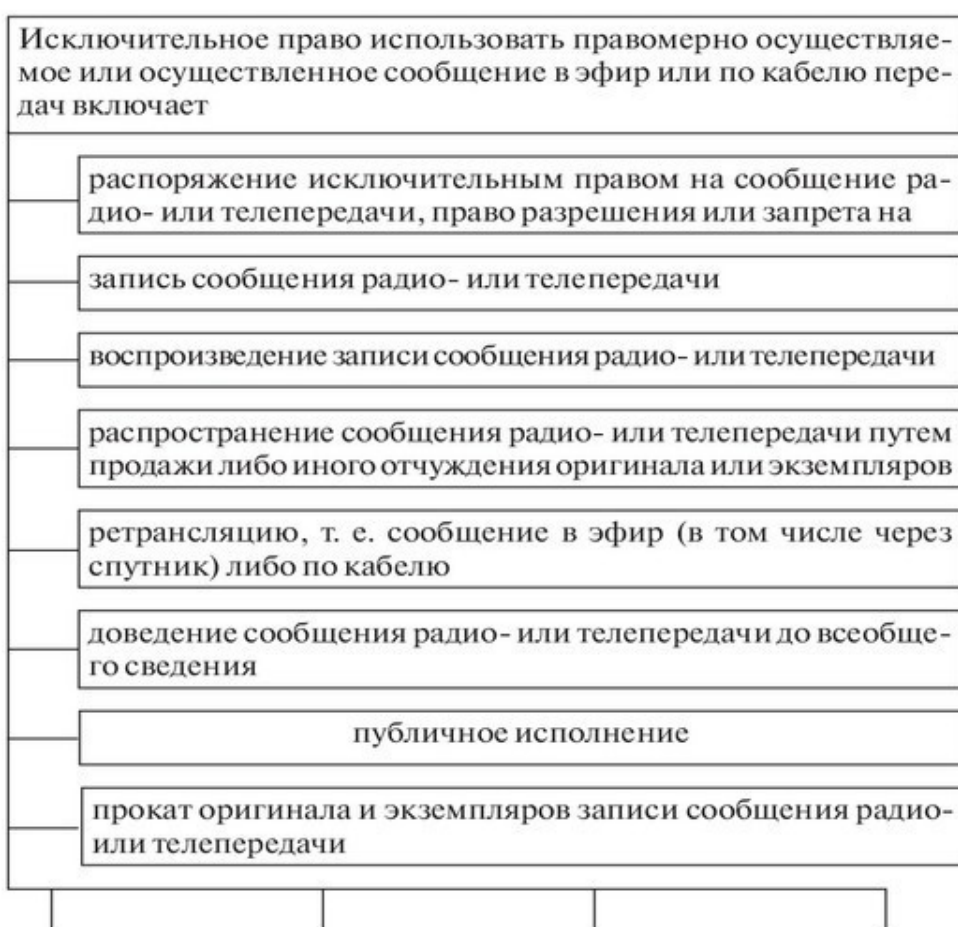 Исключительное право использовать правомерно осуществляе-
мое или осуществленное сообщение в эфир или по кабелю пере-
дач включает
распоряжение исключительным правом на сообщение ра-
дио- или телепередачи, право разрешения или запрета на
запись сообщения радио- или телепередачи
воспроизведение записи сообщения радио- или телепередачи
распространение сообщения радио- или телепередачи путем
продажи либо иного отчуждения оригинала или экземпляров
ретрансляцию, т. е. сообщение в эфир (в том числе через
спутник) либо по кабелю
доведение сообщения радио- или телепередачи до всеобще-
го сведения
публичное исполнение
прокат оригинала и экземпляров записи сообщения радио-
или телепередачи